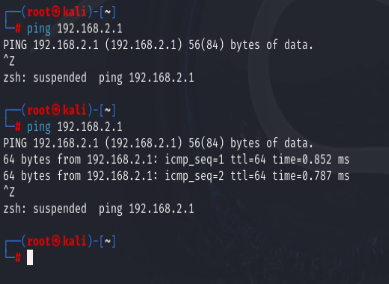 (root㉿kali)-[~]
# ping 192.168.2.1
PING 192.168.2.1 (192.168.2.1) 56(84) bytes of data.
^Z
zsh: suspended  ping 192.168.2.1
(root㉿kali)-[~]
# ping 192.168.2.1
PING 192.168.2.1 (192.168.2.1) 56(84) bytes of data.
64 bytes from 192.168.2.1: icmp_seq=1 ttl=64 time=0.852 ms
64 bytes from 192.168.2.1: icmp_seq=2 ttl=64 time=0.787 ms
^Z
zsh: suspended  ping 192.168.2.1
(root㉿kali)-[~]
#